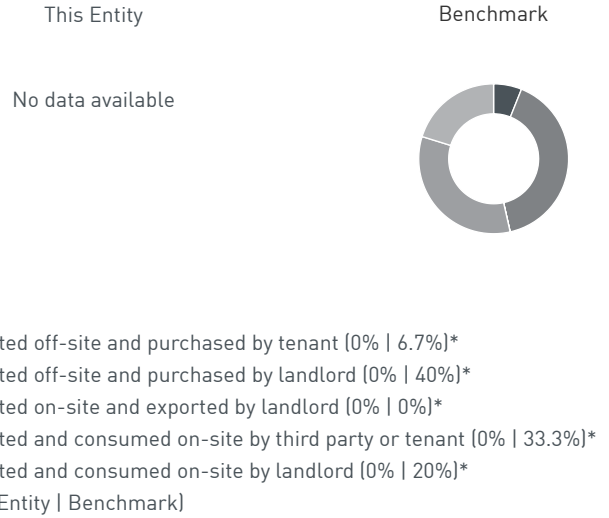 This Entity
Benchmark
No data available
ted off-site and purchased by tenant (0% | 6.7%)*
ted off-site and purchased by landlord (0% | 40%)*
ted on-site and exported by landlord (0% | 0%)*
ted and consumed on-site by third party or tenant (0% | 33.3%)*
ted and consumed on-site by landlord (0% | 20%)*
Entity | Benchmark)